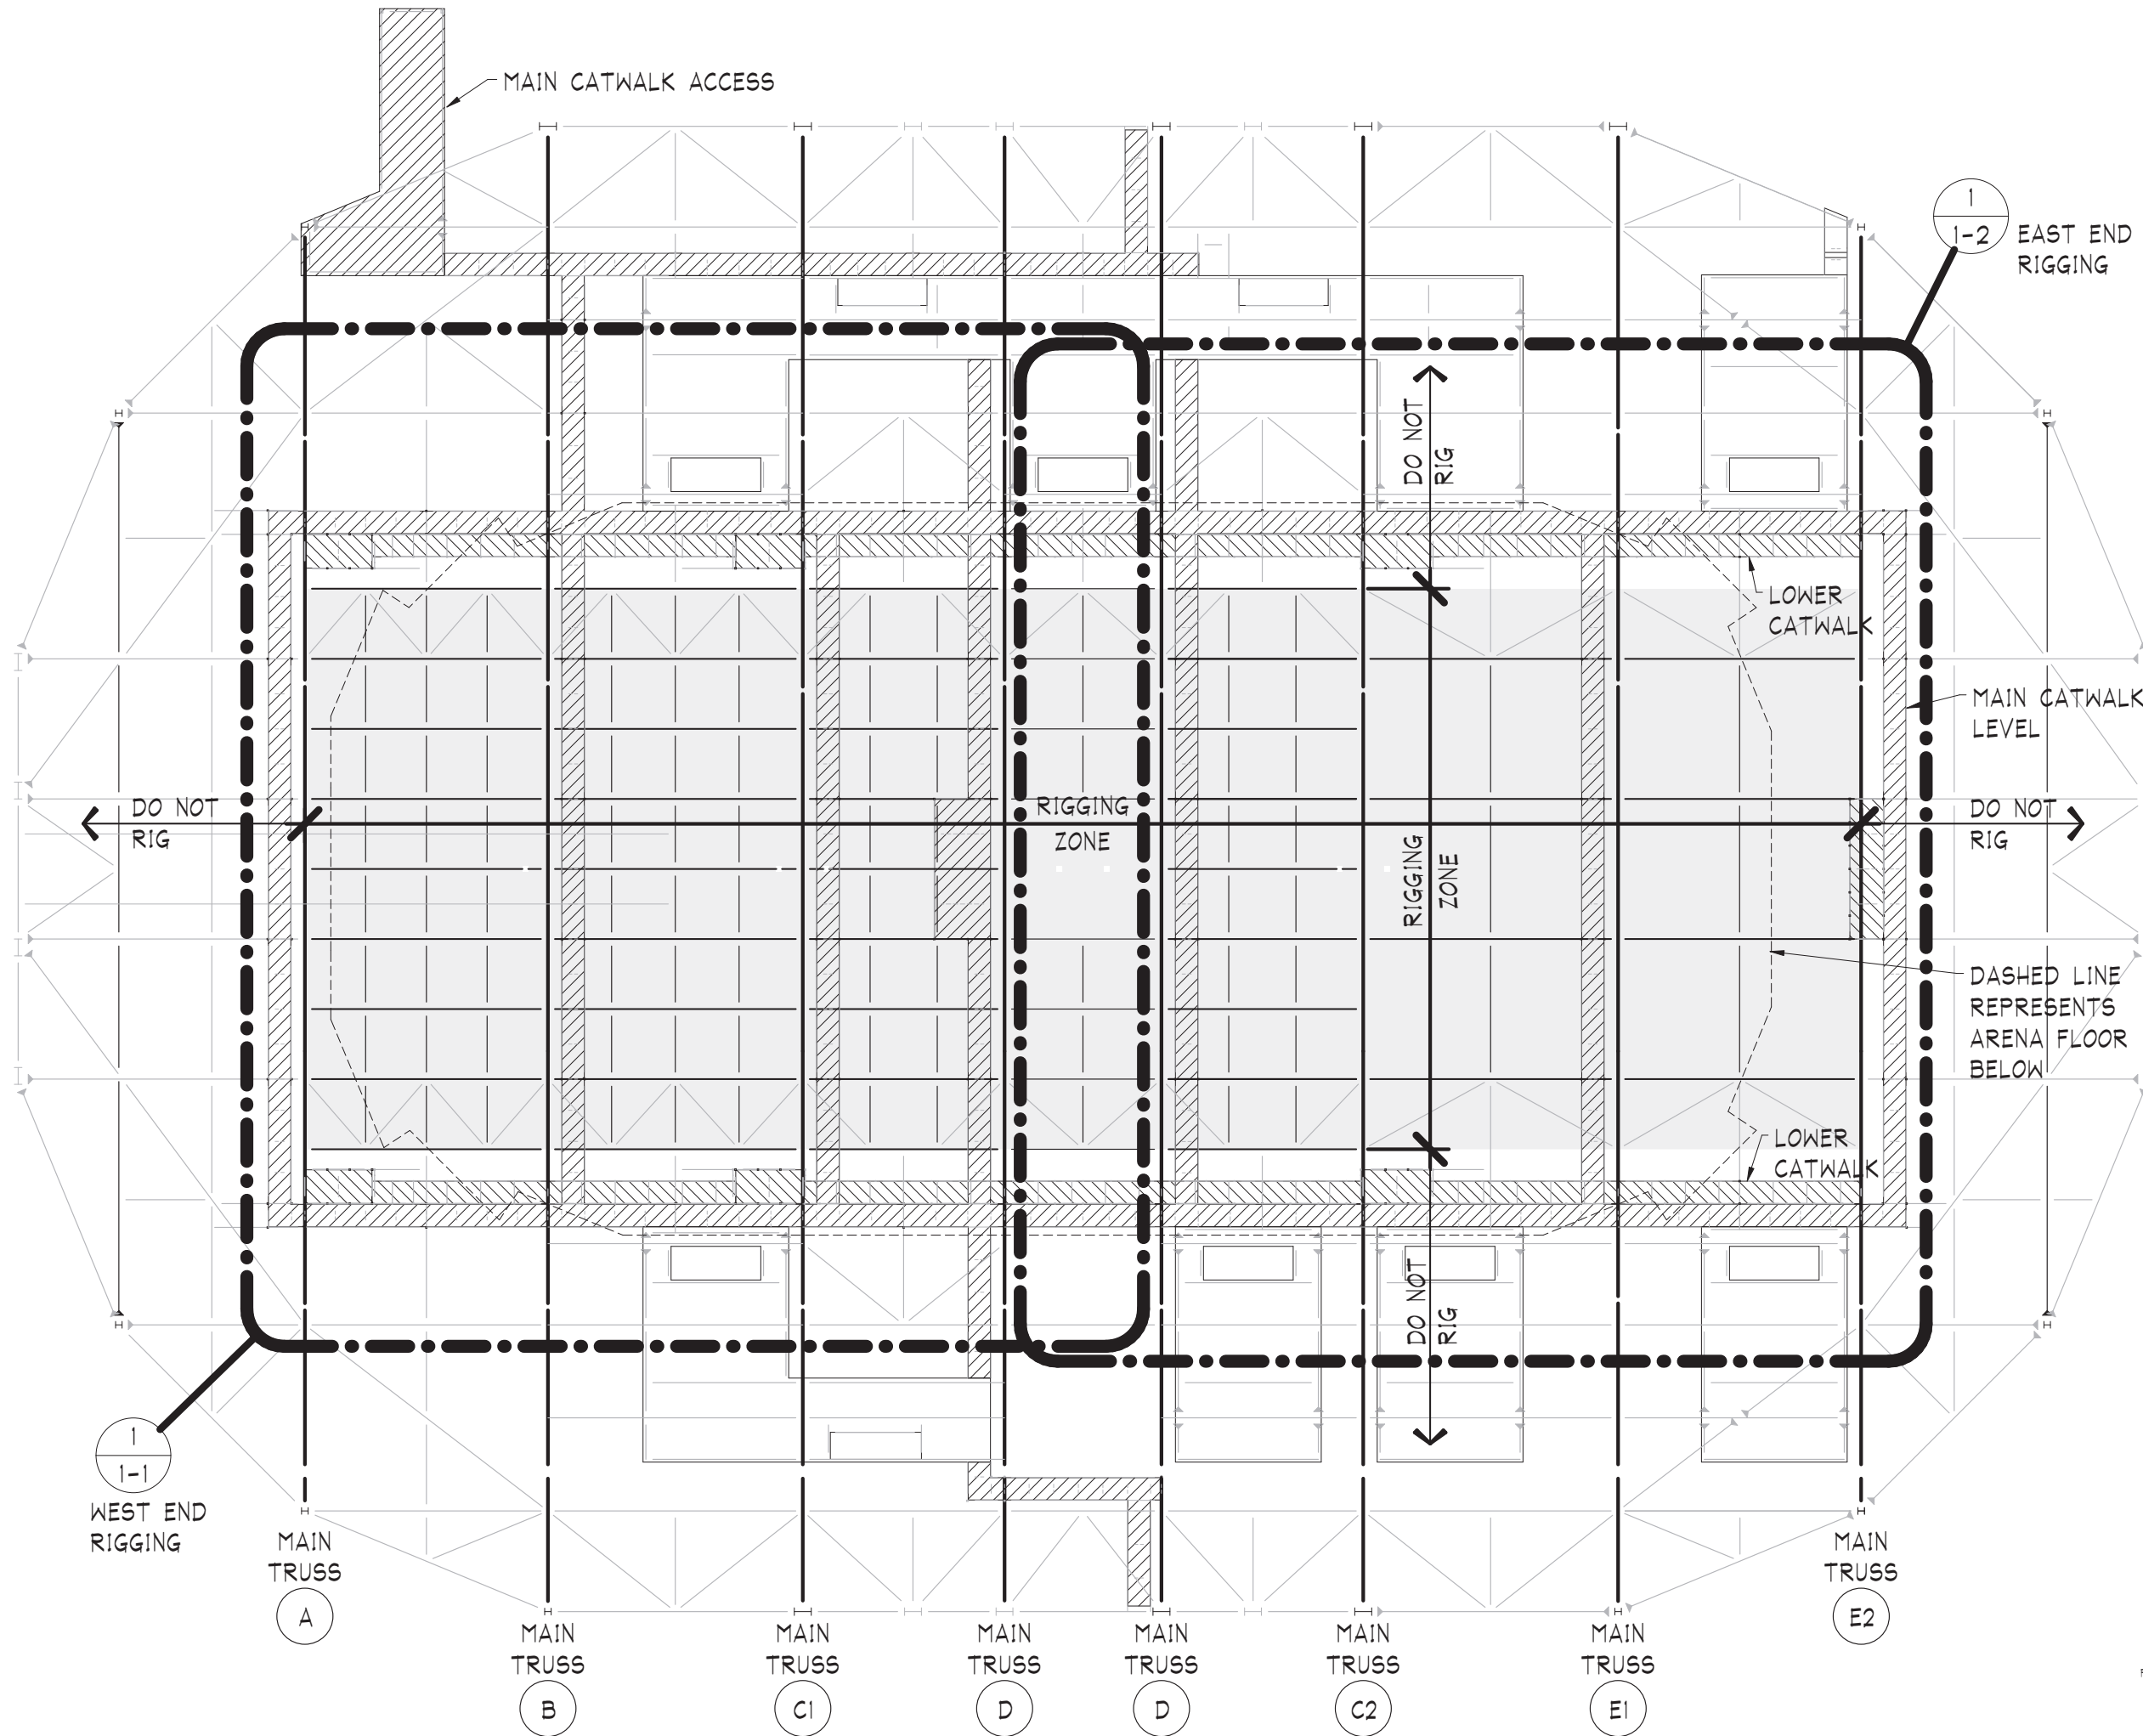 MAIN CATWALK ACCESS
1
1-2
EAST END
RIGGING
DO NOT
RIG
LOWER
CATWALK
MAIN CATWALK
LEVEL
DO NOT
RIG
RIGGING
ZONE
RIGGING
ZONE
DO NOT
RIG
DASHED LINE
REPRESENTS
ARENA FLOOR
BELOW
LOWER
CATWALK
DO NOT
RIG
1
1-1
WEST END
RIGGING
MAIN
TRUSS
A
MAIN
TRUSS
B
MAIN
TRUSS
C1
MAIN
TRUSS
D
MAIN
TRUSS
D
MAIN
TRUSS
C2
MAIN
TRUSS
E1
MAIN
TRUSS
E2